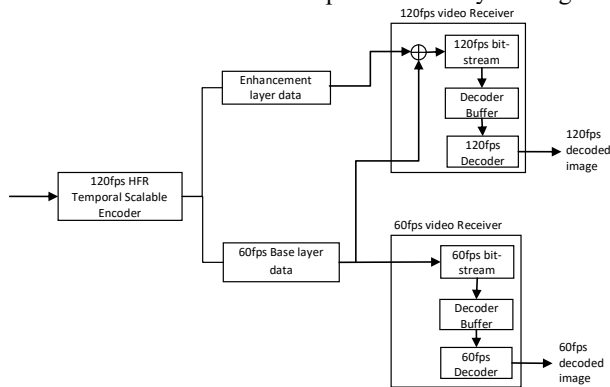 120fps video Receiver
120fps bit-
stream
Decoder
Buffer
120fps
Decoder
120fps
decoded
image
Enhancement
layer data
120fps HFR
Temporal Scalable
Encoder
60fps Base layer
data
60fps video Receiver
60fps bit-
stream
Decoder
Buffer
60fps
Decoder
60fps
decoded
image